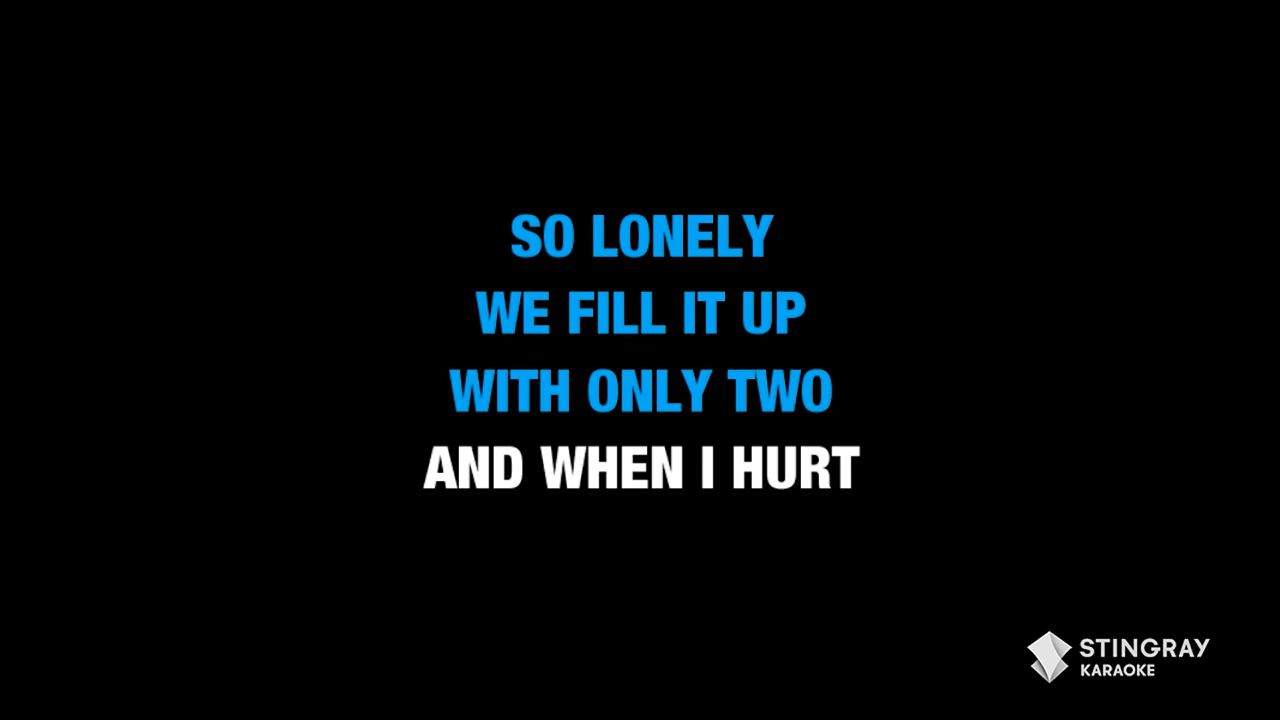 SO LONELY
WE FILL IT UP
WITH ONLY TWO
AND WHEN I HURT
STINGRAY
KARAOKE